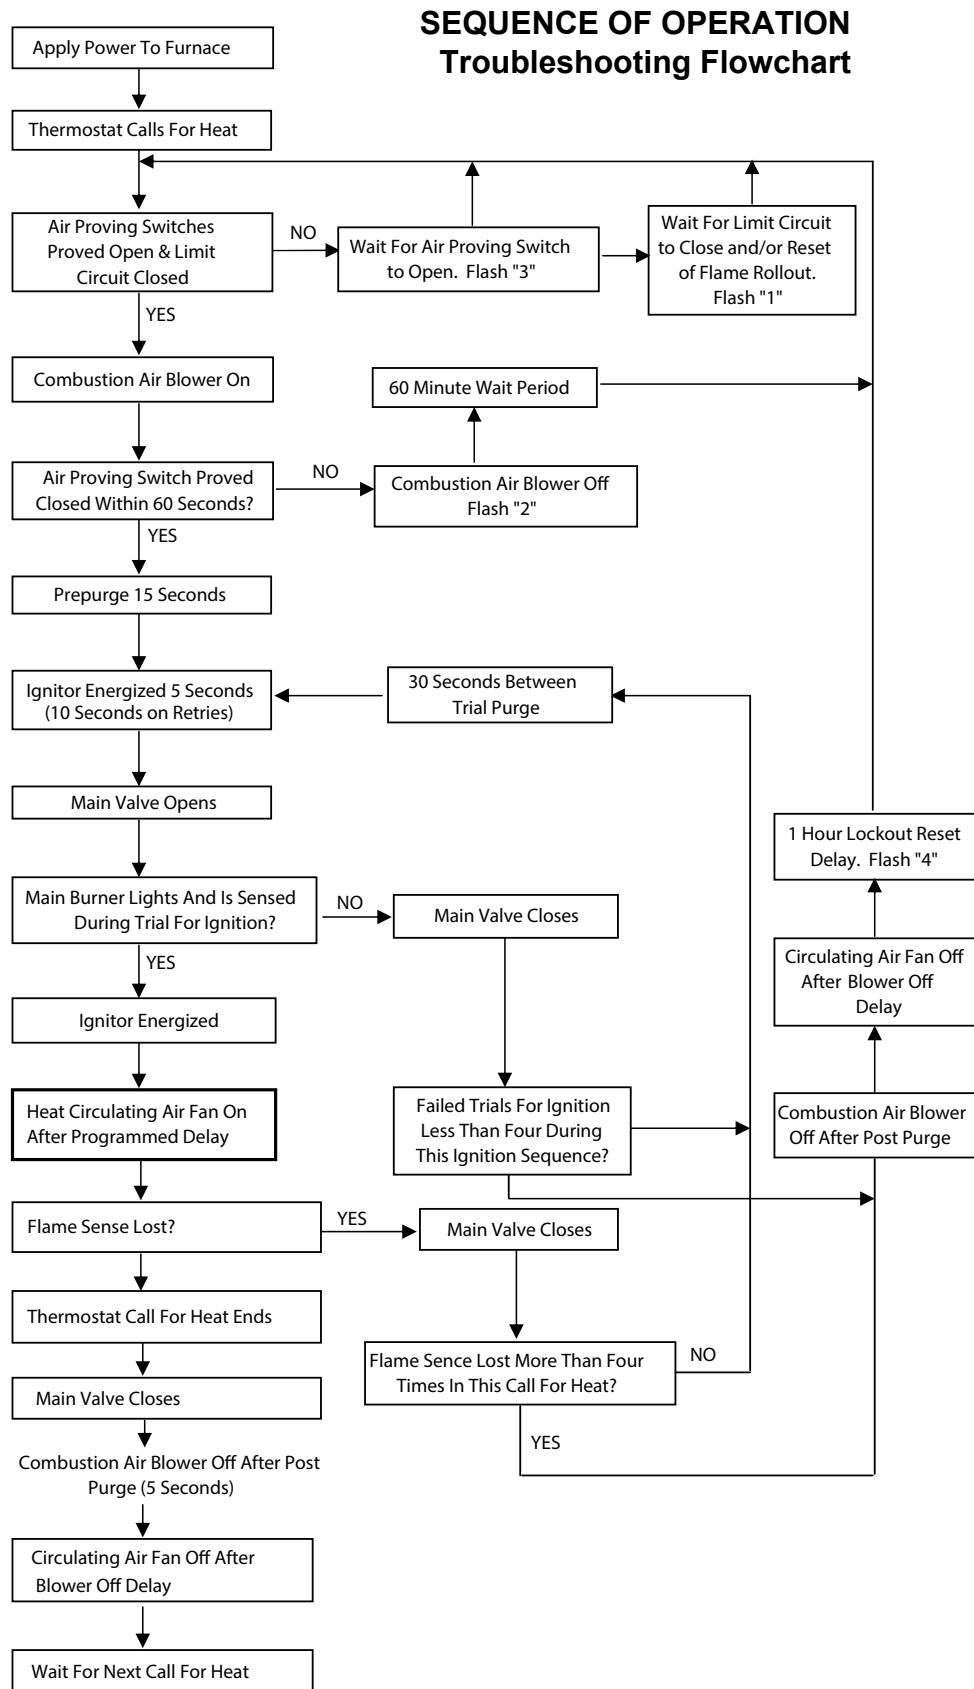 SEQUENCE OF OPERATION
Troubleshooting Flowchart
Apply Power To Furnace
Thermostat Calls For Heat
Air Proving Switches
Proved Open & Limit
Circuit Closed
NO
Wait For Air Proving Switch
to Open. Flash "3"
Wait For Limit Circuit
to Close and/or Reset
of Flame Rollout.
Flash "1"
YES
Combustion Air Blower On
60 Minute Wait Period
Air Proving Switch Proved
Closed Within 60 Seconds?
NO
Combustion Air Blower Off
Flash "2"
YES
Prepurge 15 Seconds
Ignitor Energized 5 Seconds
(10 Seconds on Retries)
30 Seconds Between
Trial Purge
Main Valve Opens
1 Hour Lockout Reset
Delay. Flash "4"
Main Burner Lights And Is Sensed
During Trial For Ignition?
NO
Main Valve Closes
YES
Circulating Air Fan Off
After Blower Off
Delay
Ignitor Energized
Heat Circulating Air Fan On
After Programmed Delay
Failed Trials For Ignition
Less Than Four During
This Ignition Sequence?
Combustion Air Blower
Off After Post Purge
Flame Sense Lost?
YES
Main Valve Closes
Thermostat Call For Heat Ends
Flame Sence Lost More Than Four
Times In This Call For Heat?
NO
YES
Main Valve Closes
Combustion Air Blower Off After Post
Purge (5 Seconds)
Circulating Air Fan Off After
Blower Off Delay
Wait For Next Call For Heat